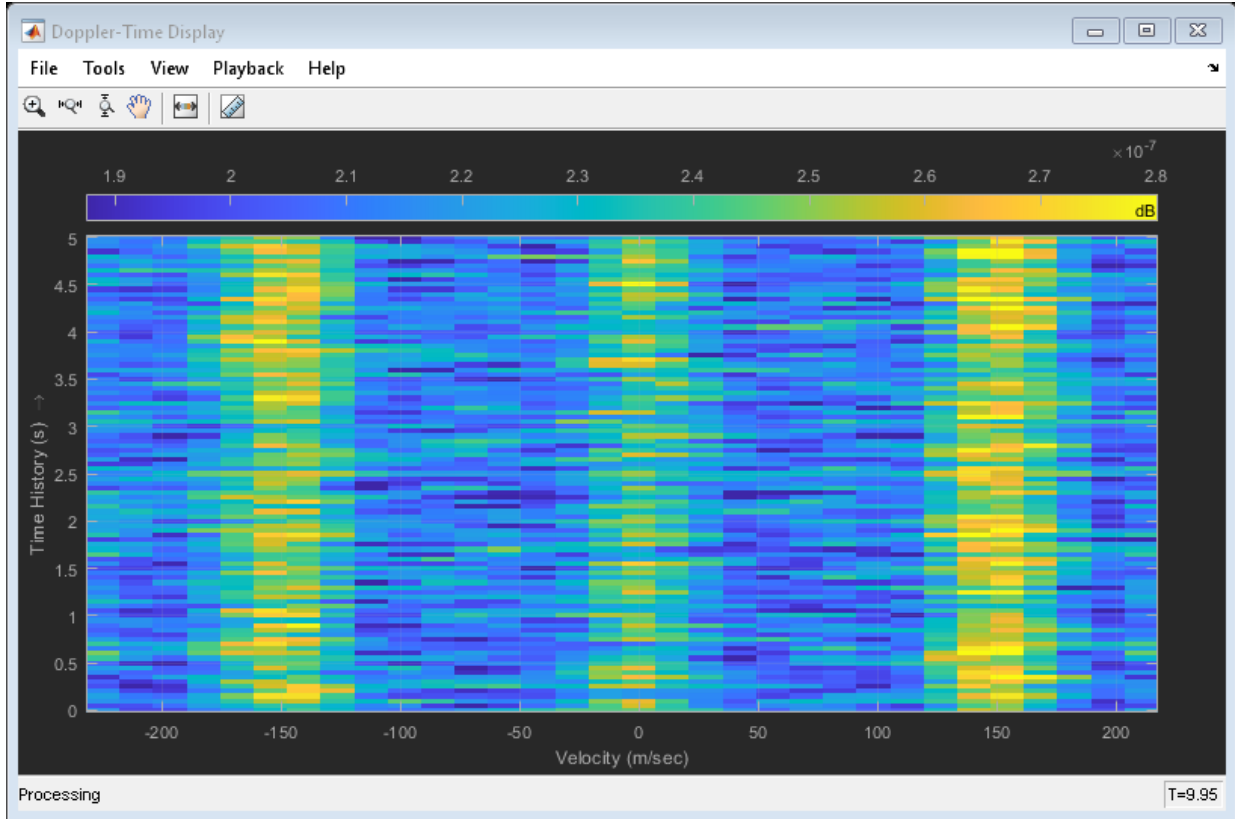 Doppler-Time Display
File Tools View Playback Help
×10-7
1.9 2 2.1 2.2 2.3 2.4 2.5 2.6 2.7 2.8
dB
5
4.5
4
3.5
3
2.5
2
1.5
1
0.5
0
Time History (s) →
-200 -150 -100 -50 0 50 100 150 200
Velocity (m/sec)
Processing T=9.95